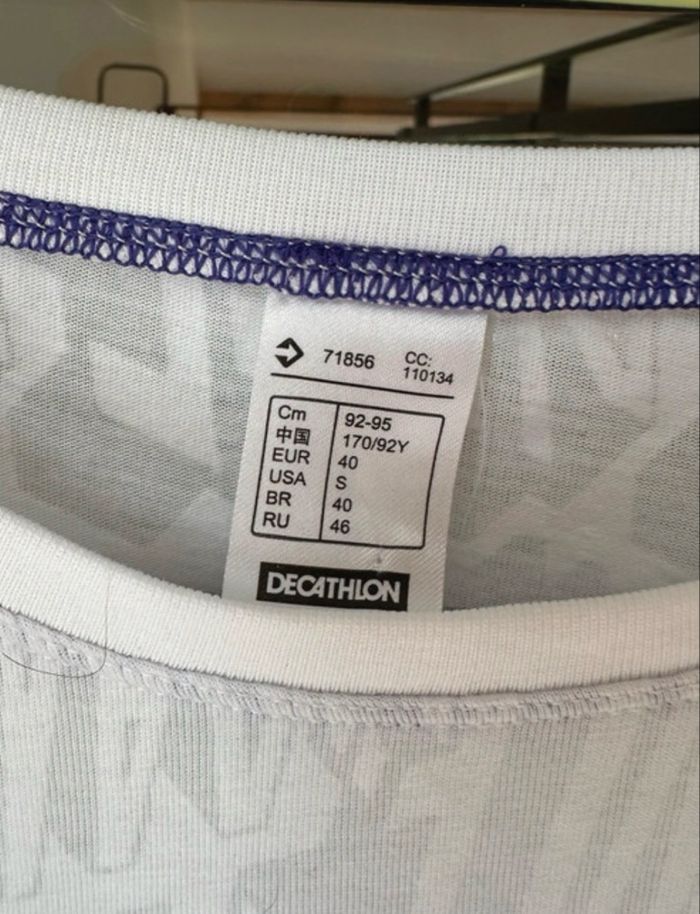 71856 CC: 110134
Cm 92-95
中国 170/92Y
EUR 40
USA S
BR 40
RU 46
DECATHLON